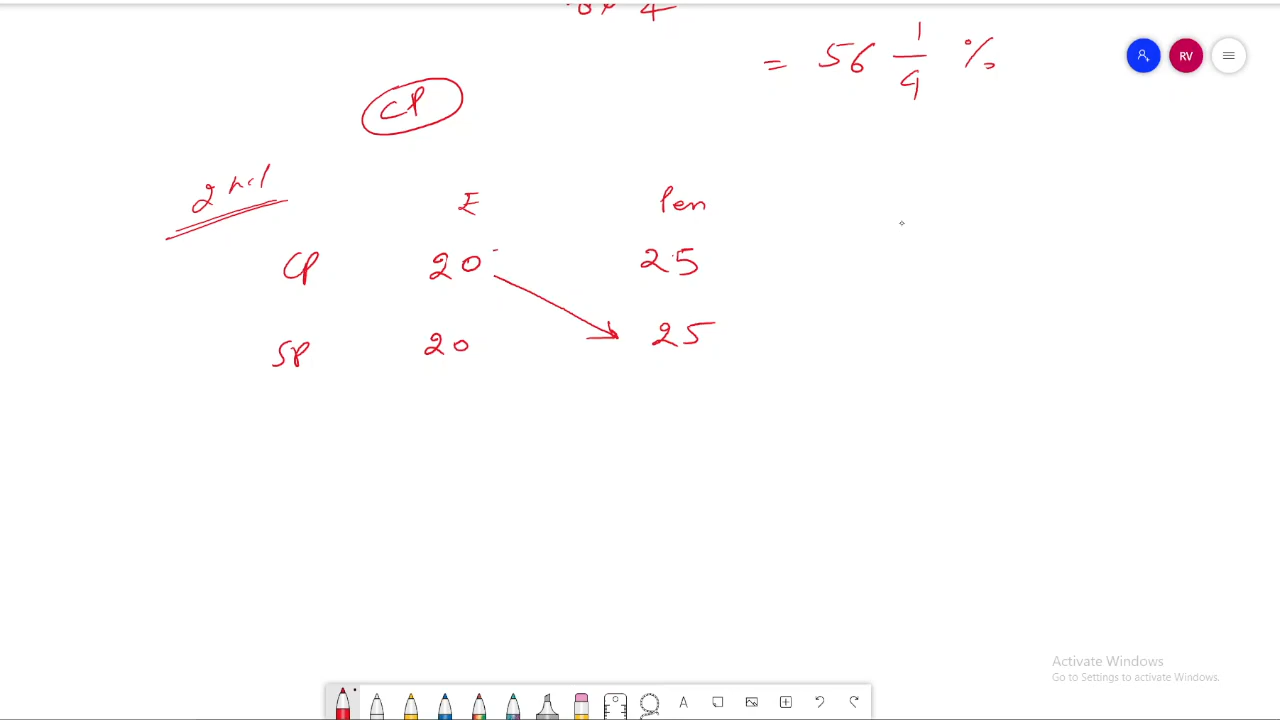 = 56 1/4 %
RV
CP
2nd
E Pen
CP 20 25
SP 20 25
Activate Windows
Go to Settings to activate Windows.
A